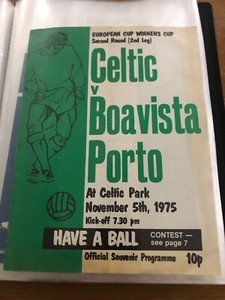 EUROPEAN CUP WINNERS CUP
Second Round (2nd Leg)
Celtic
v
Boavista
Porto
At Celtic Park
November 5th, 1975
Kick-off 7.30 pm
HAVE A BALL CONTEST —
see page 7
Official Souvenir Programme 10p